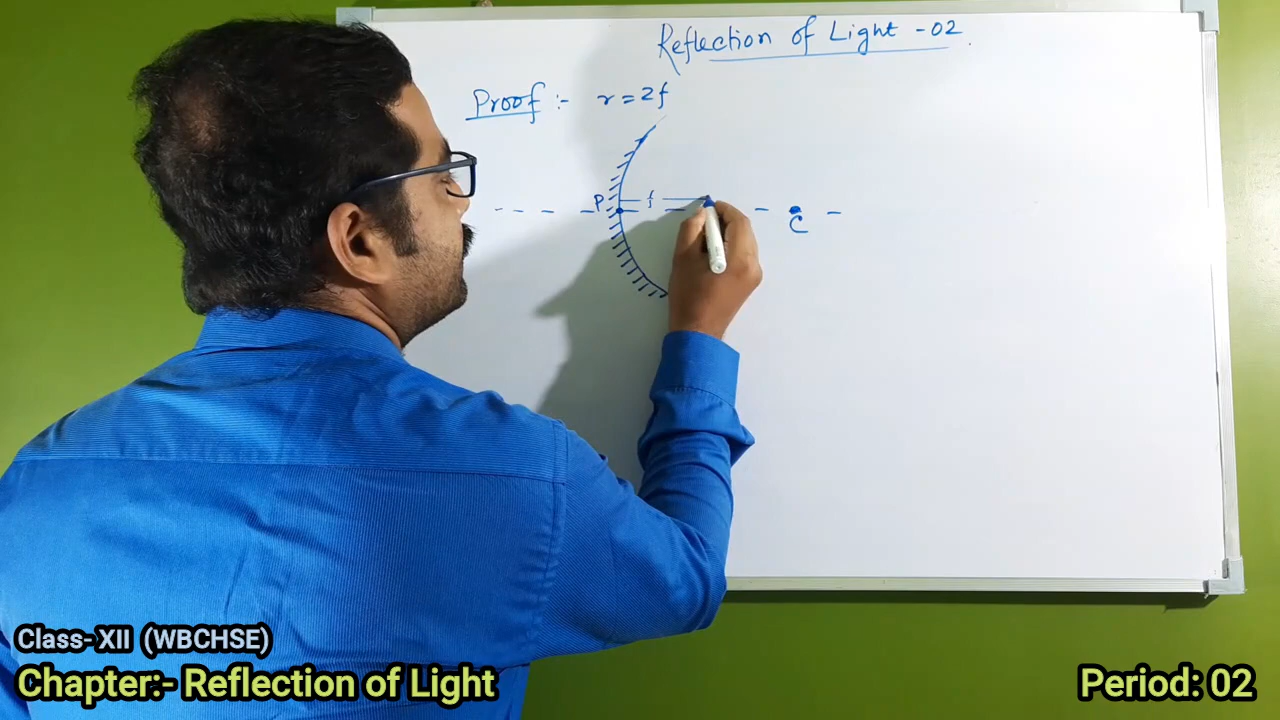 Reflection of Light - 02.
Proof :- r = 2f
P
f
C
Class- XII (WBCHSE)
Chapter:- Reflection of Light
Period: 02